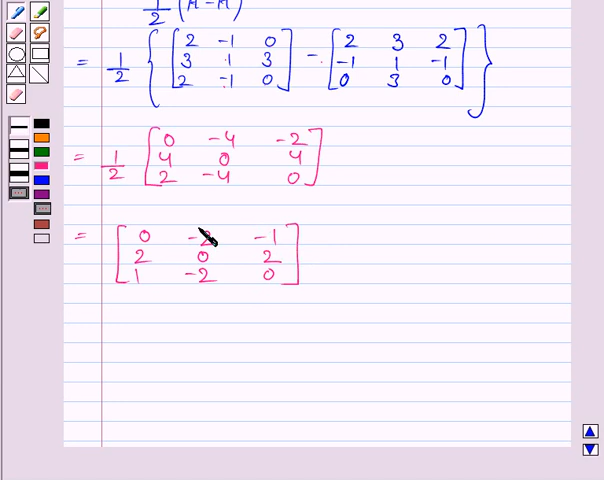 1/2 (A - A')
= 1/2 { [ 2 -1 0
3 1 3
2 -1 0 ] - [ 2 3 2
-1 1 -1
0 3 0 ] }
= 1/2 [ 0 -4 -2
4 0 4
2 -4 0 ]
= [ 0 -2 -1
2 0 2
1 -2 0 ]